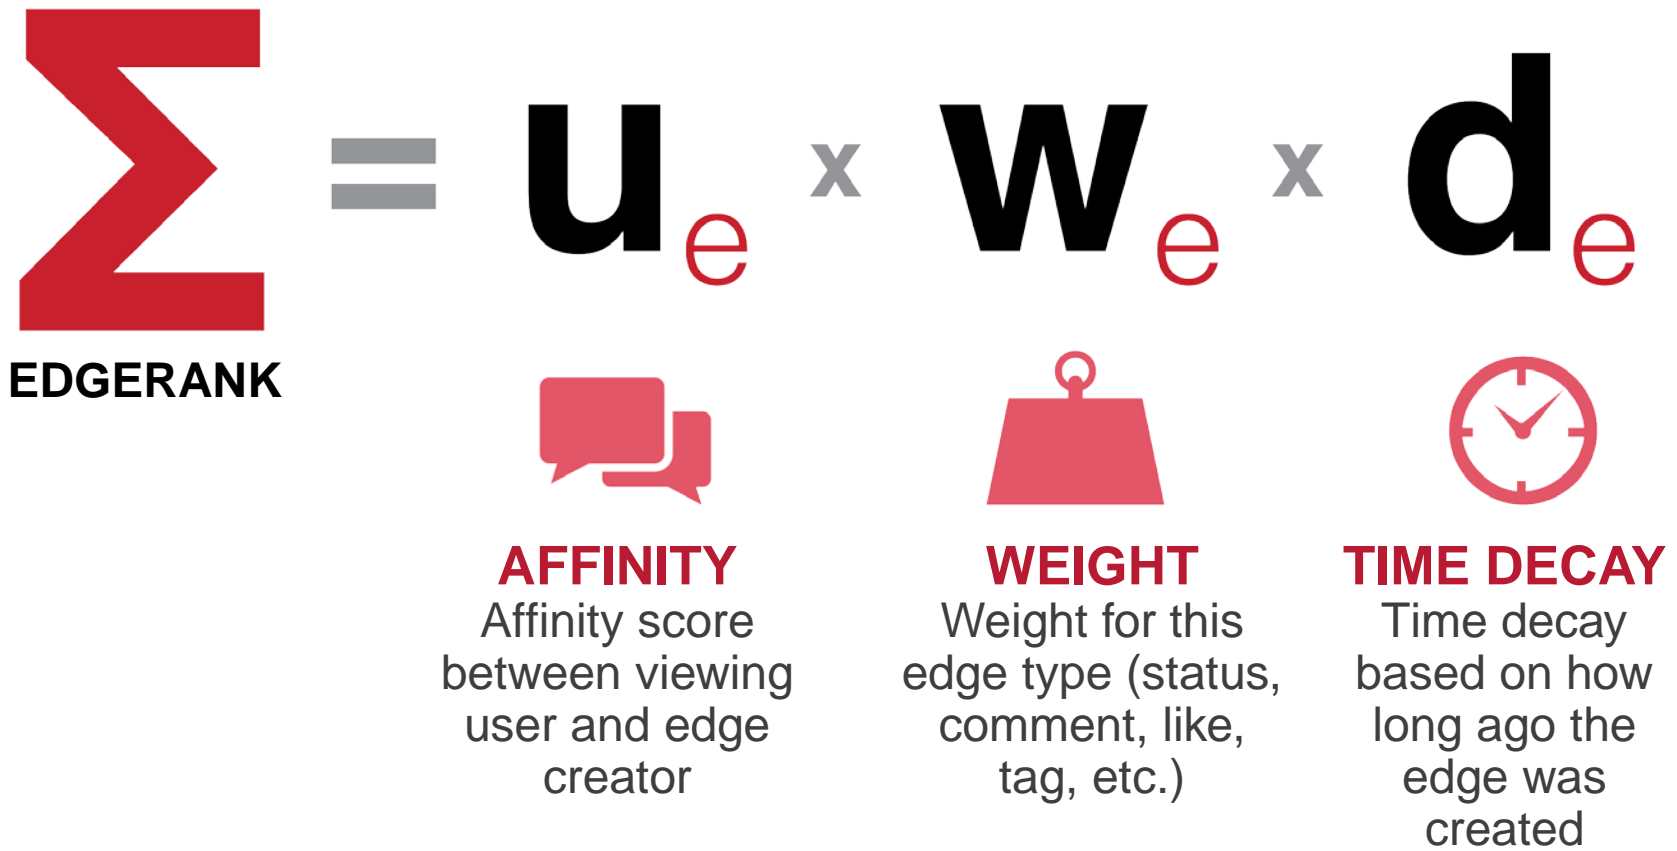 Σ = ue x we x de
EDGERANK
AFFINITY
Affinity score
between viewing
user and edge
creator
WEIGHT
Weight for this
edge type (status,
comment, like,
tag, etc.)
TIME DECAY
Time decay
based on how
long ago the
edge was
created